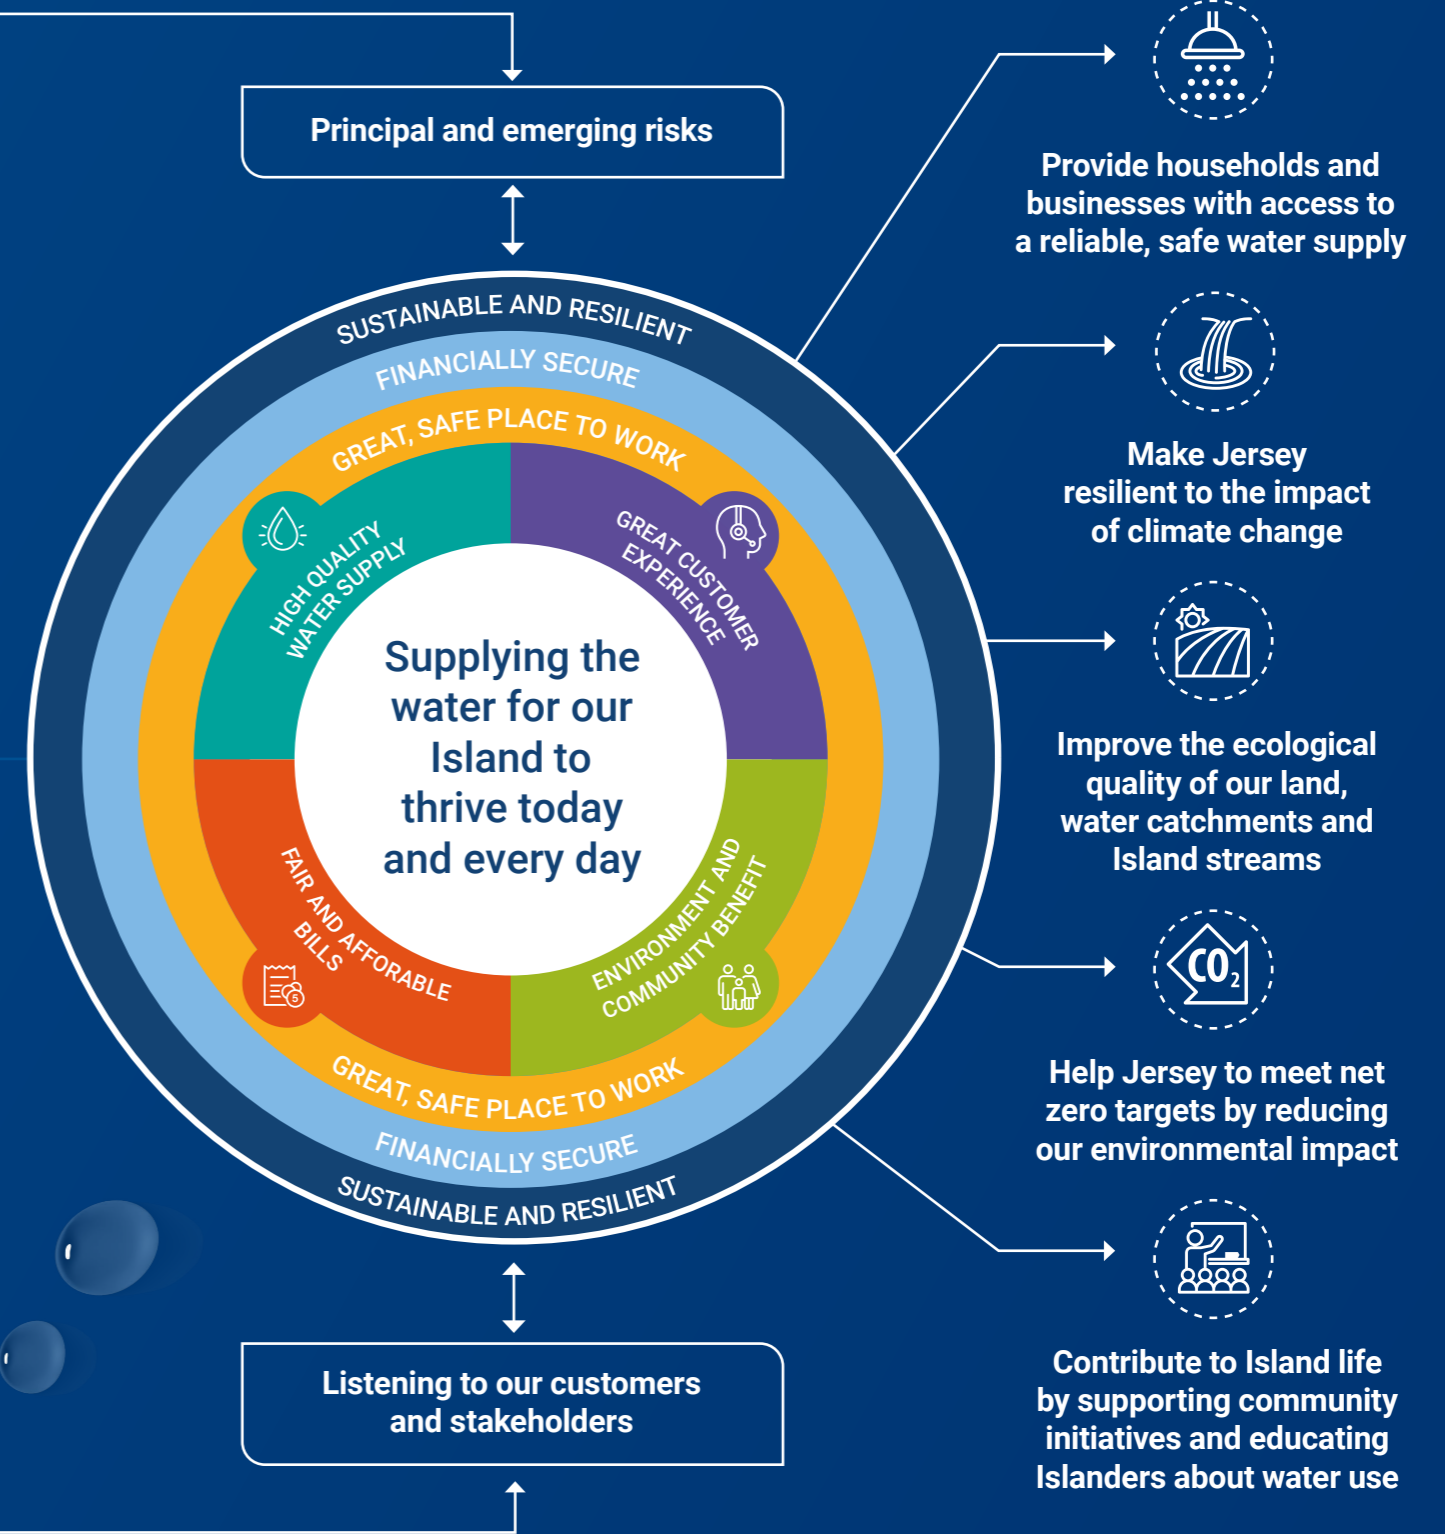 Principal and emerging risks
SUSTAINABLE AND RESILIENT
FINANCIALLY SECURE
GREAT, SAFE PLACE TO WORK
HIGH QUALITY
WATER SUPPLY
GREAT CUSTOMER
EXPERIENCE
Supplying the
water for our
Island to
thrive today
and every day
FAIR AND AFFORABLE
BILLS
ENVIRONMENT AND
COMMUNITY BENEFIT
GREAT, SAFE PLACE TO WORK
FINANCIALLY SECURE
SUSTAINABLE AND RESILIENT
Listening to our customers
and stakeholders
Provide households and
businesses with access to
a reliable, safe water supply
Make Jersey
resilient to the impact
of climate change
Improve the ecological
quality of our land,
water catchments and
Island streams
CO₂
Help Jersey to meet net
zero targets by reducing
our environmental impact
Contribute to Island life
by supporting community
initiatives and educating
Islanders about water use